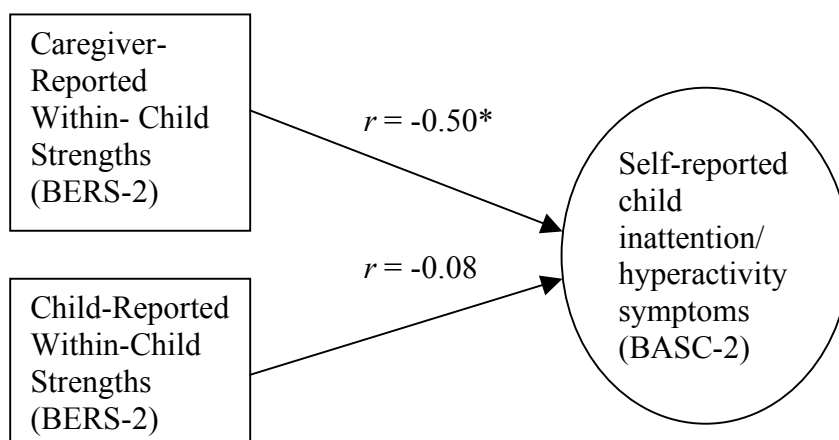 Caregiver-
Reported
Within- Child
Strengths
(BERS-2)
r = -0.50*
Self-reported
child
inattention/
hyperactivity
symptoms
(BASC-2)
r = -0.08
Child-Reported
Within-Child
Strengths
(BERS-2)